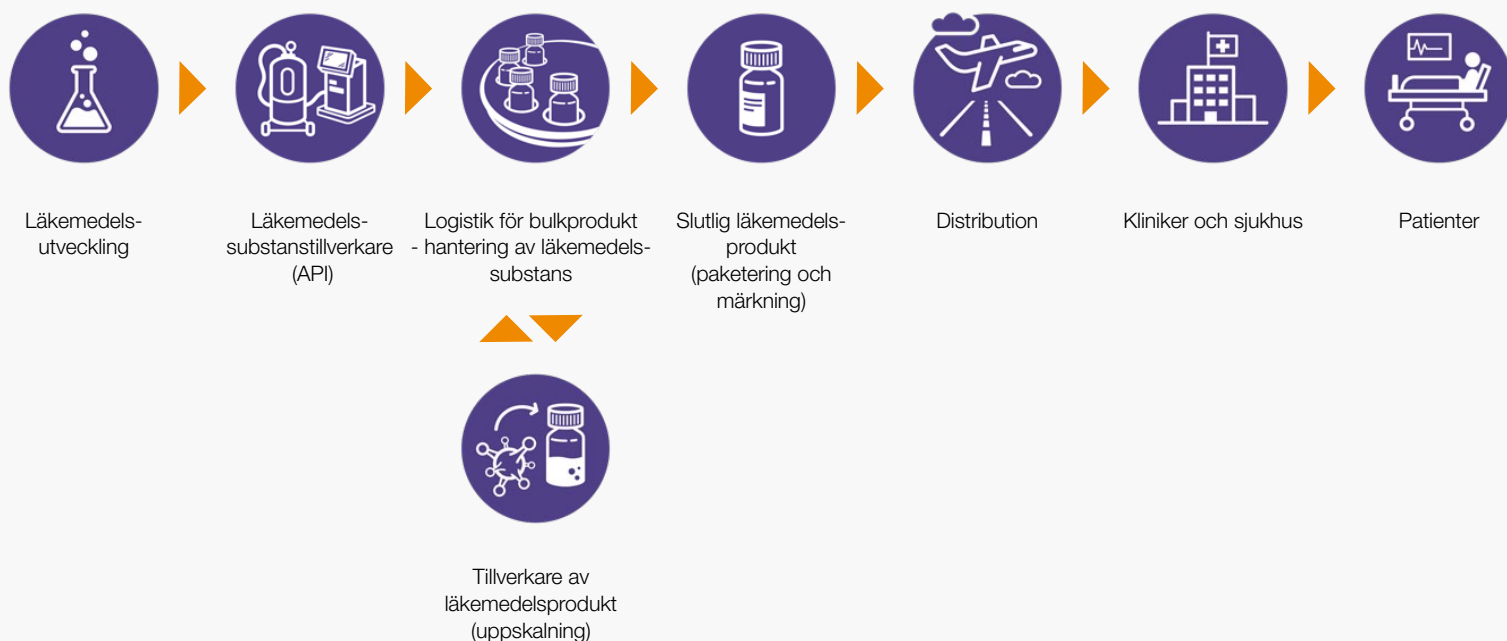 Läkemedels-
utveckling
Läkemedels-
substanstillverkare
(API)
Logistik för bulkprodukt
- hantering av läkemedels-
substans
Slutlig läkemedels-
produkt
(paketering och
märkning)
Distribution
Kliniker och sjukhus
Patienter
Tillverkare av
läkemedelsprodukt
(uppskalning)